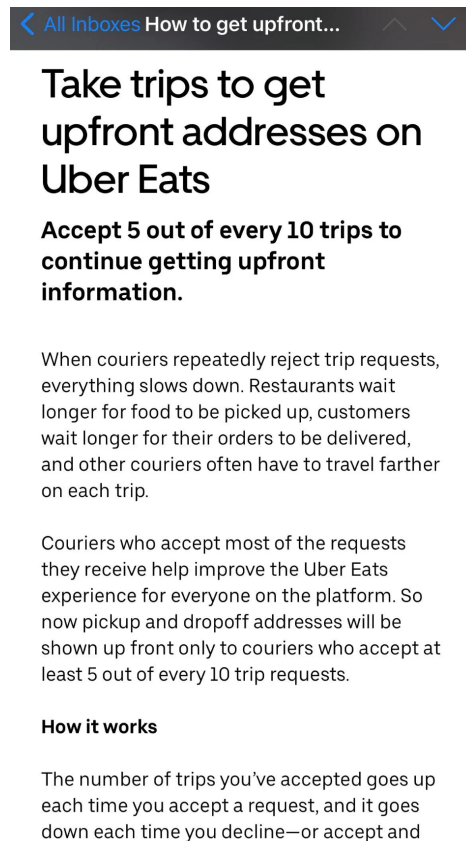 All Inboxes How to get upfront...
Take trips to get
upfront addresses on
Uber Eats
Accept 5 out of every 10 trips to
continue getting upfront
information.
When couriers repeatedly reject trip requests,
everything slows down. Restaurants wait
longer for food to be picked up, customers
wait longer for their orders to be delivered,
and other couriers often have to travel farther
on each trip.
Couriers who accept most of the requests
they receive help improve the Uber Eats
experience for everyone on the platform. So
now pickup and dropoff addresses will be
shown up front only to couriers who accept at
least 5 out of every 10 trip requests.
How it works
The number of trips you’ve accepted goes up
each time you accept a request, and it goes
down each time you decline—or accept and